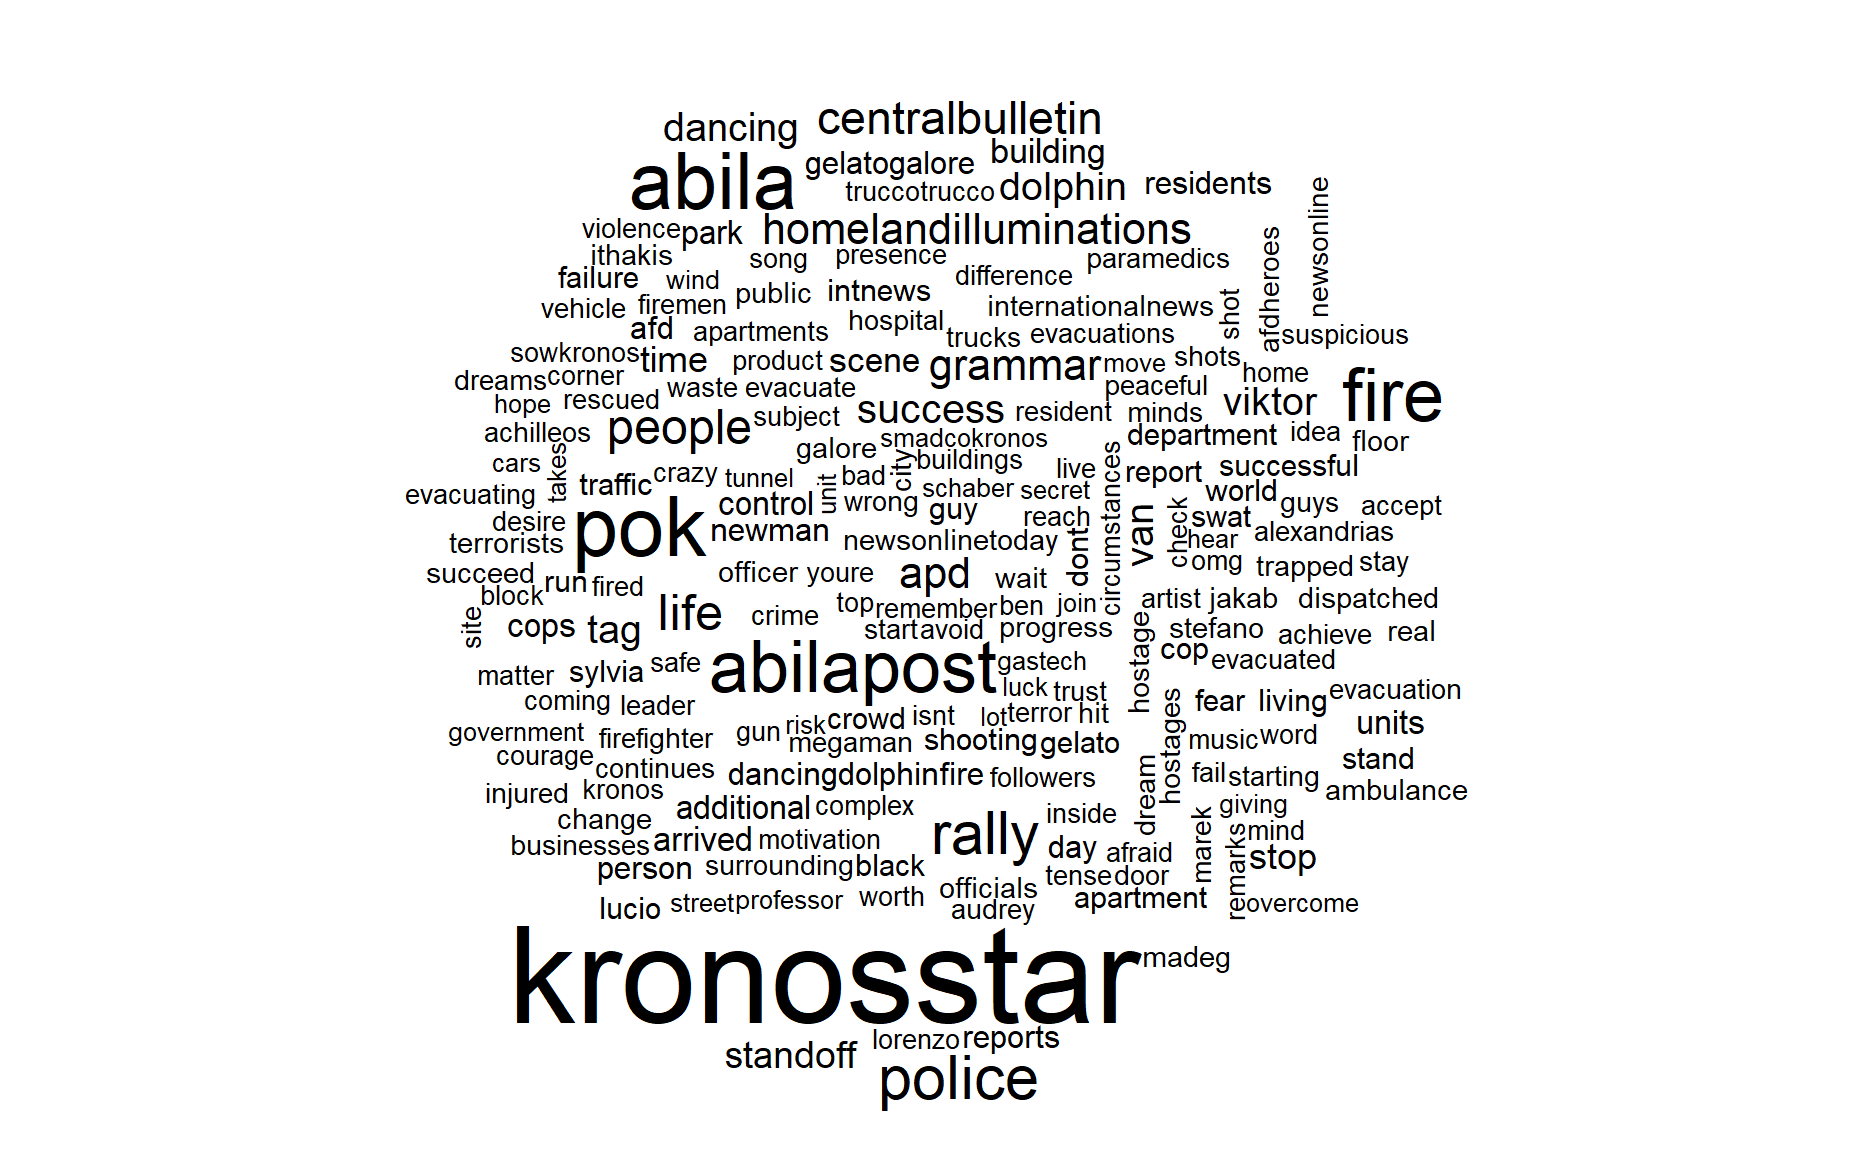 dancing centralbulletin
abila gelatogalore building
truccotrucco dolphin residents
newsonline
violence park homelandilluminations
afdheroes
ithakis song presence difference paramedics
failure wind public intnews internationalnews
shot
vehicle firemen afd apartments hospital trucks evacuations suspicious
sowkronos time product scene grammar move shots home
dreams corner waste evacuate peaceful fire
hope rescued people subject success resident minds viktor
achilleos galore smadcokronos department idea floor
cars takes traffic crazy tunnel unit bad city buildings live circumstances report successful
evacuating control wrong schaber secret van check world guys accept
desire pok newman guy reach swat alexandrias
terrorists newsonlinetoday dont hear
succeed run fired officer youre apd wait omg trapped stay
block life crime top remember ben join artist jakab dispatched
site cops tag start avoid progress hostage stefano achieve real
matter sylvia safe abilapost gastech cop evacuated
coming leader luck trust hostages fear living evacuation
government firefighter gun risk crowd isnt lot terror hit units
courage continues megaman shooting gelato music word stand
injured kronos dancingdolphinfire followers dream fail starting ambulance
change additional complex inside marek giving
businesses arrived motivation rally day afraid remarks mind stop
person surrounding black tense door
lucio street professor worth officials apartment overcome
audrey
kronosstar madeg
standoff lorenzo reports
police